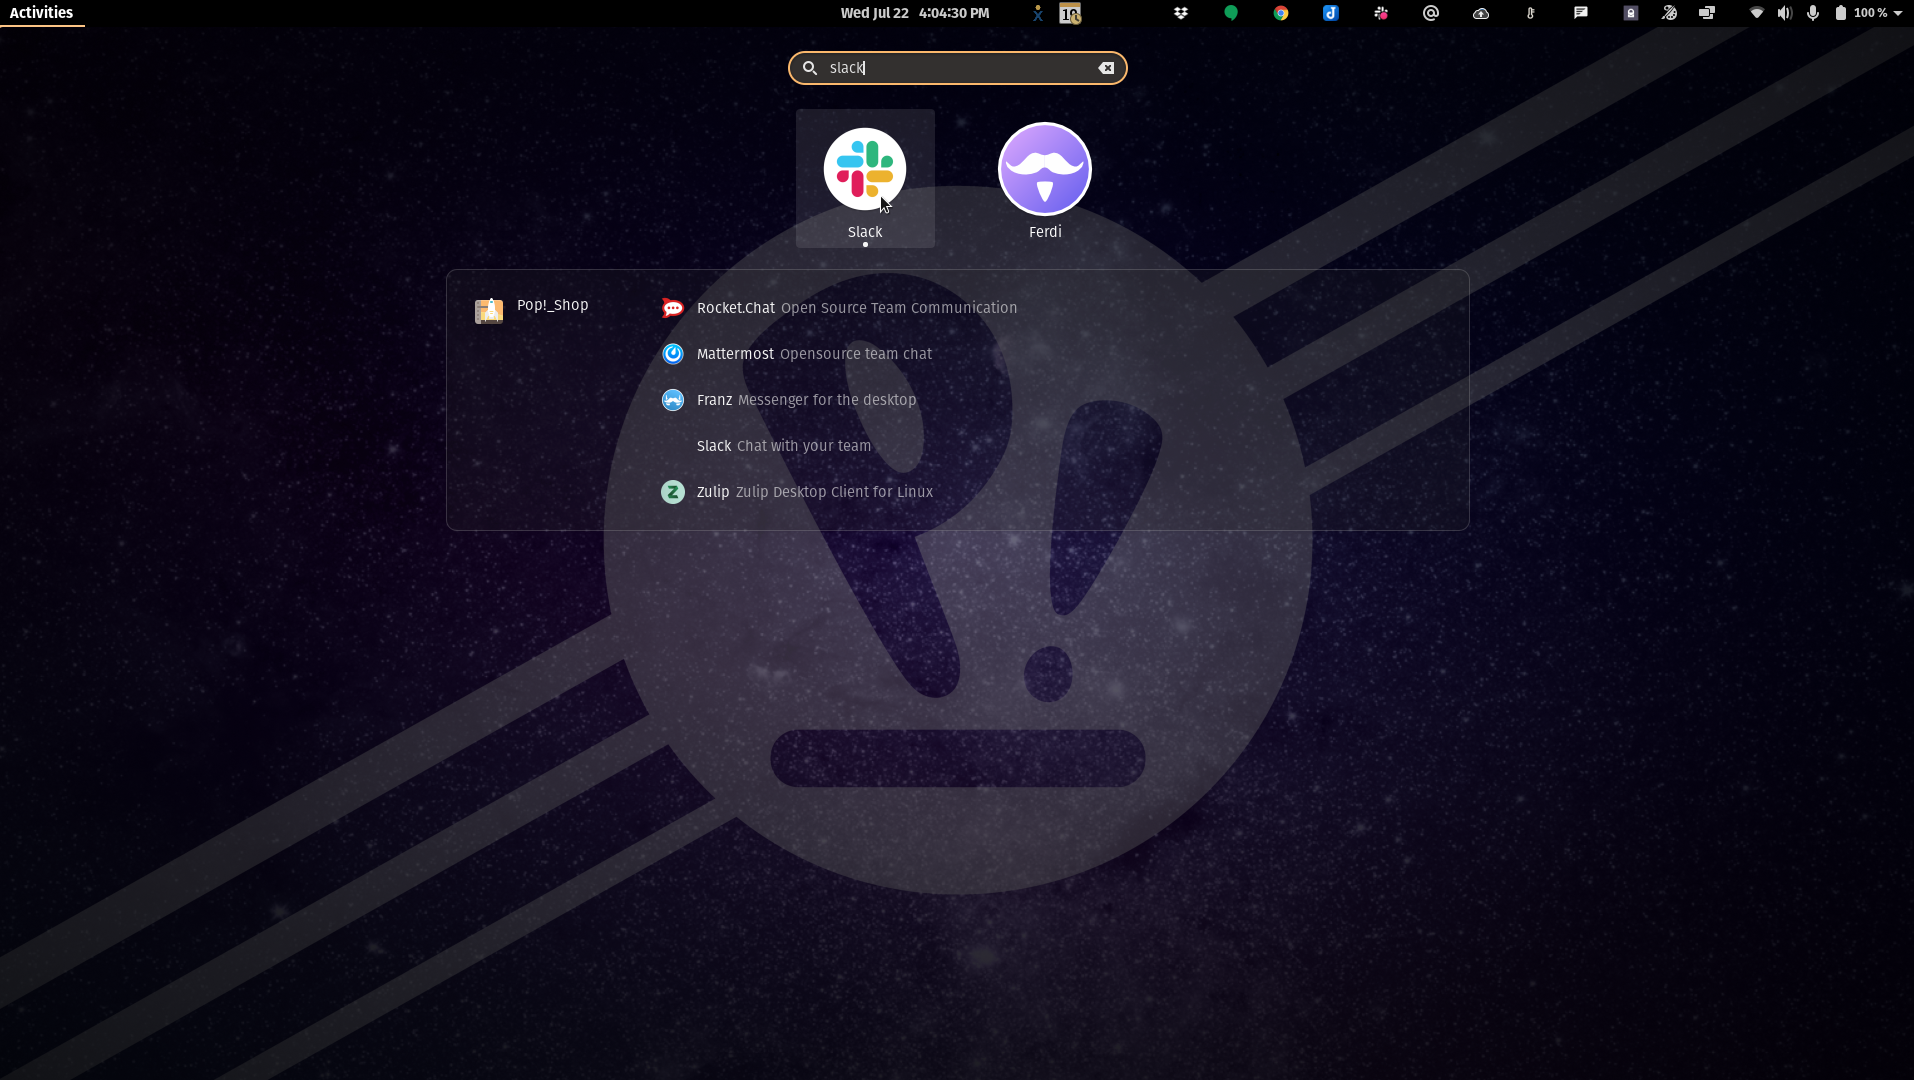 Activities
Wed Jul 22 4:04:30 PM
100 %
slack
Slack
Ferdi
Pop!_Shop
Rocket.Chat Open Source Team Communication
Mattermost Opensource team chat
Franz Messenger for the desktop
Slack Chat with your team
Zulip Zulip Desktop Client for Linux